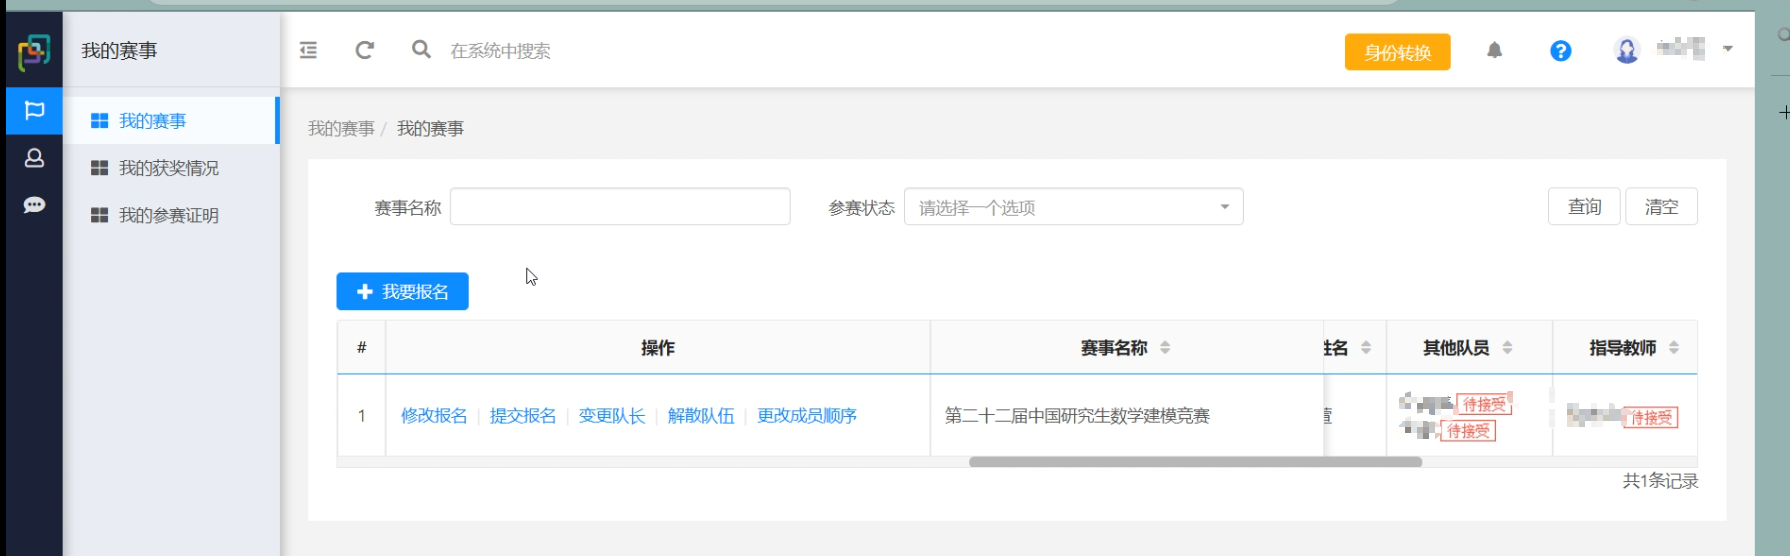 我的赛事
在系统中搜索
身份转换
我的赛事
我的获奖情况
我的参赛证明
我的赛事 / 我的赛事
赛事名称
参赛状态 请选择一个选项
查询 清空
我要报名
# 操作 赛事名称 姓名 其他队员 指导教师
1 修改报名 提交报名 变更队长 解散队伍 更改成员顺序 第二十二届中国研究生数学建模竞赛 待接受 待接受
待接受
共1条记录